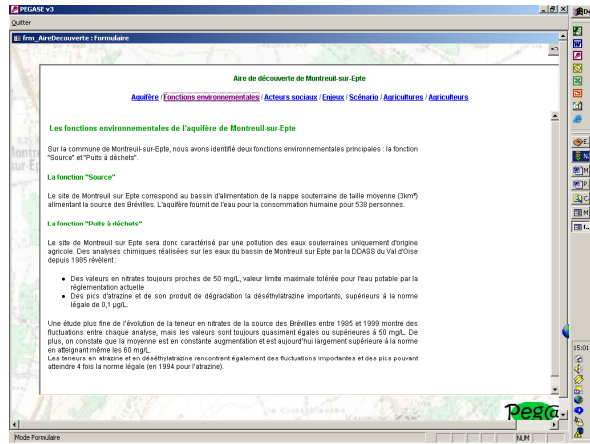 PEGASE v3
Quitter
frm_AireDecouverte : Formulaire
Aire de découverte de Montreuil-sur-Epte
Aquifère / Fonctions environnementales / Acteurs sociaux / Enjeux / Scénario / Agricultures / Agriculteurs
Les fonctions environnementales de l'aquifère de Montreuil-sur-Epte
Sur la commune de Montreuil-sur-Epte, nous avons identifié deux fonctions environnementales principales : la fonction
"Source" et "Puits à déchets".
La fonction "Source"
Le site de Montreuil sur Epte correspond au bassin d'alimentation de la nappe souterraine de taille moyenne (3km²)
alimentant la source des Brévilles. L'aquifère fournit de l'eau pour la consommation humaine pour 538 personnes.
La fonction "Puits à déchets"
Le site de Montreuil sur Epte sera donc caractérisé par une pollution des eaux souterraines uniquement d'origine
agricole. Des analyses chimiques réalisées sur les eaux du bassin de Montreuil sur Epte par la DDASS du Val d'Oise
depuis 1985 révèlent :
• Des valeurs en nitrates toujours proches de 50 mg/L, valeur limite maximale tolérée pour l'eau potable par la
réglementation actuelle
• Des pics d'atrazine et de son produit de dégradation la déséthylatrazine importants, supérieurs à la norme
légale de 0,1 µg/L.
Une étude plus fine de l'évolution de la teneur en nitrates de la source des Brévilles entre 1985 et 1999 montre des
fluctuations entre chaque analyse, mais les valeurs sont toujours quasiment égales ou supérieures à 50 mg/L. De
plus, on constate que la moyenne est en constante augmentation et est aujourd'hui largement supérieure à la norme
en atteignant même les 60 mg/L.
Les teneurs en atrazine et en déséthylatrazine rencontrent également des fluctuations importantes et des pics pouvant
atteindre 4 fois la norme légale (en 1994 pour l'atrazine).
Mode Formulaire
NUM
15:01